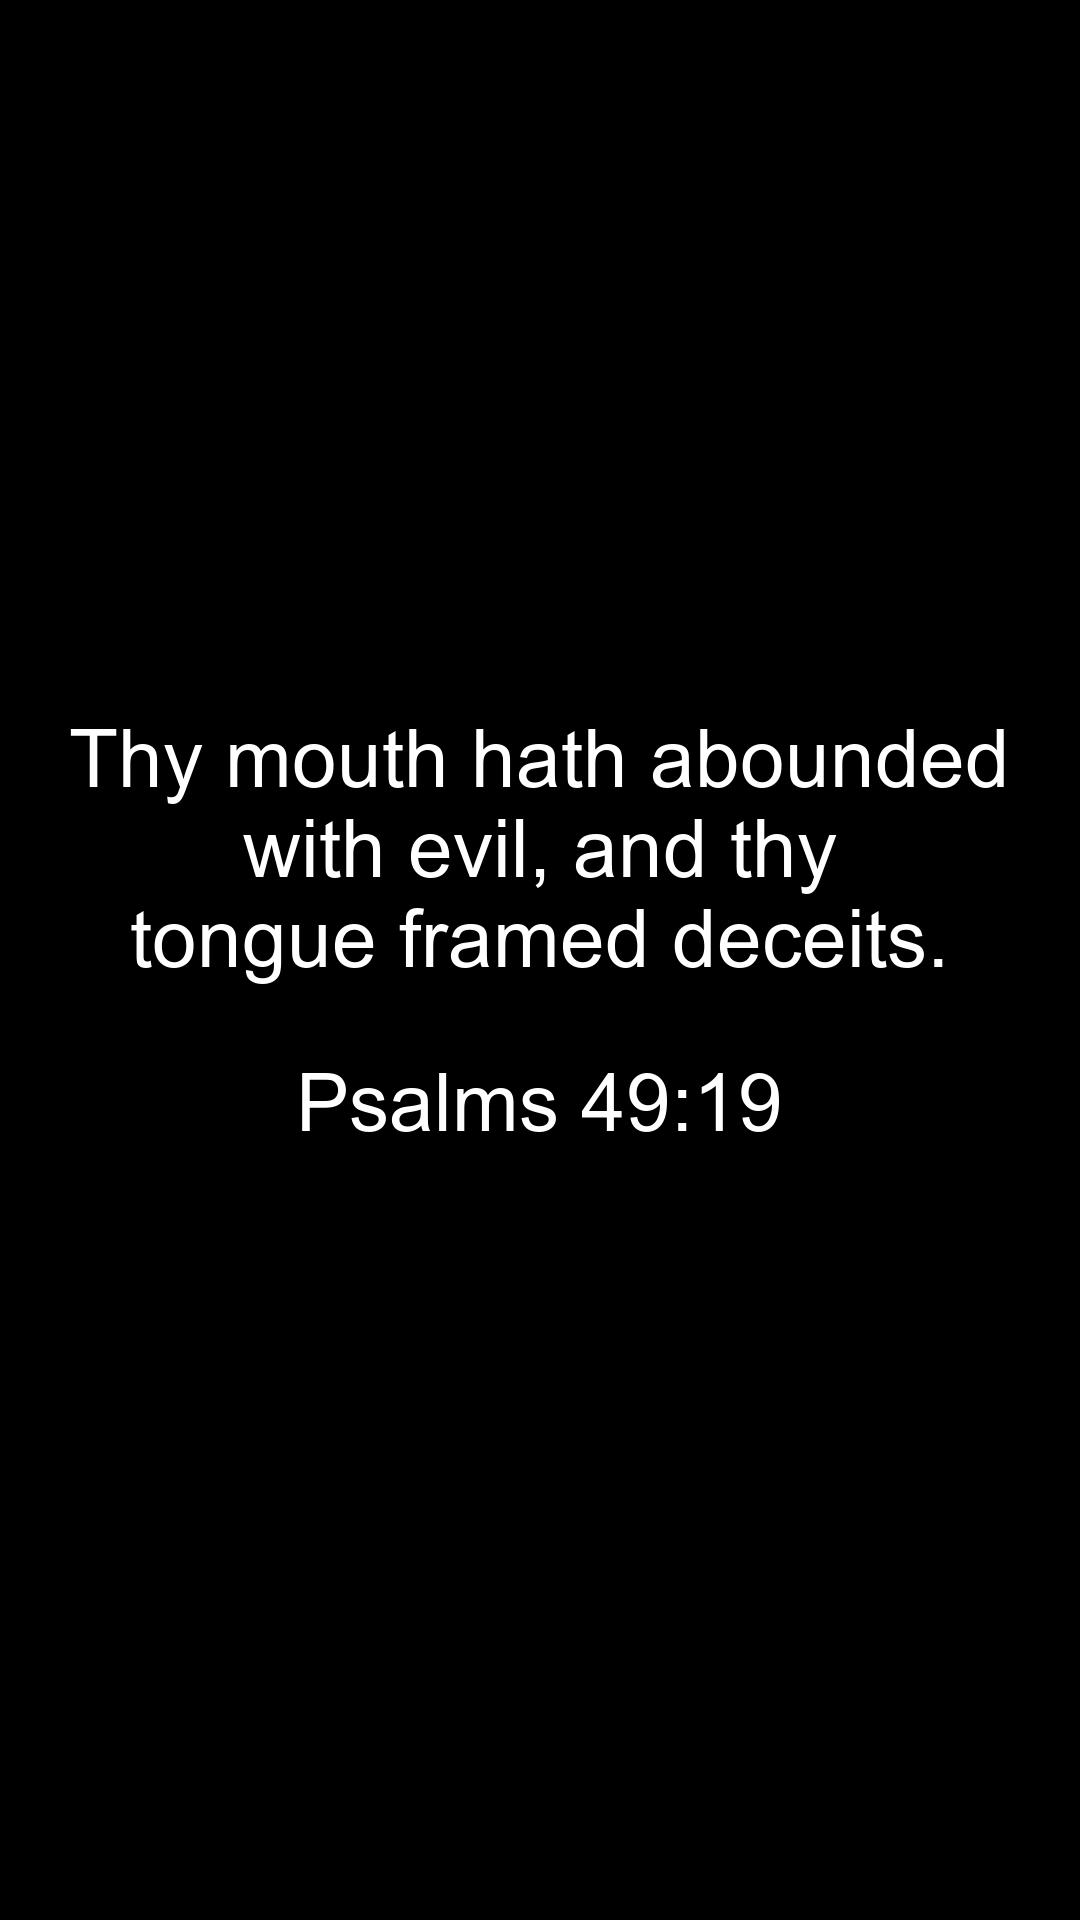 Thy mouth hath abounded
with evil, and thy
tongue framed deceits.
Psalms 49:19